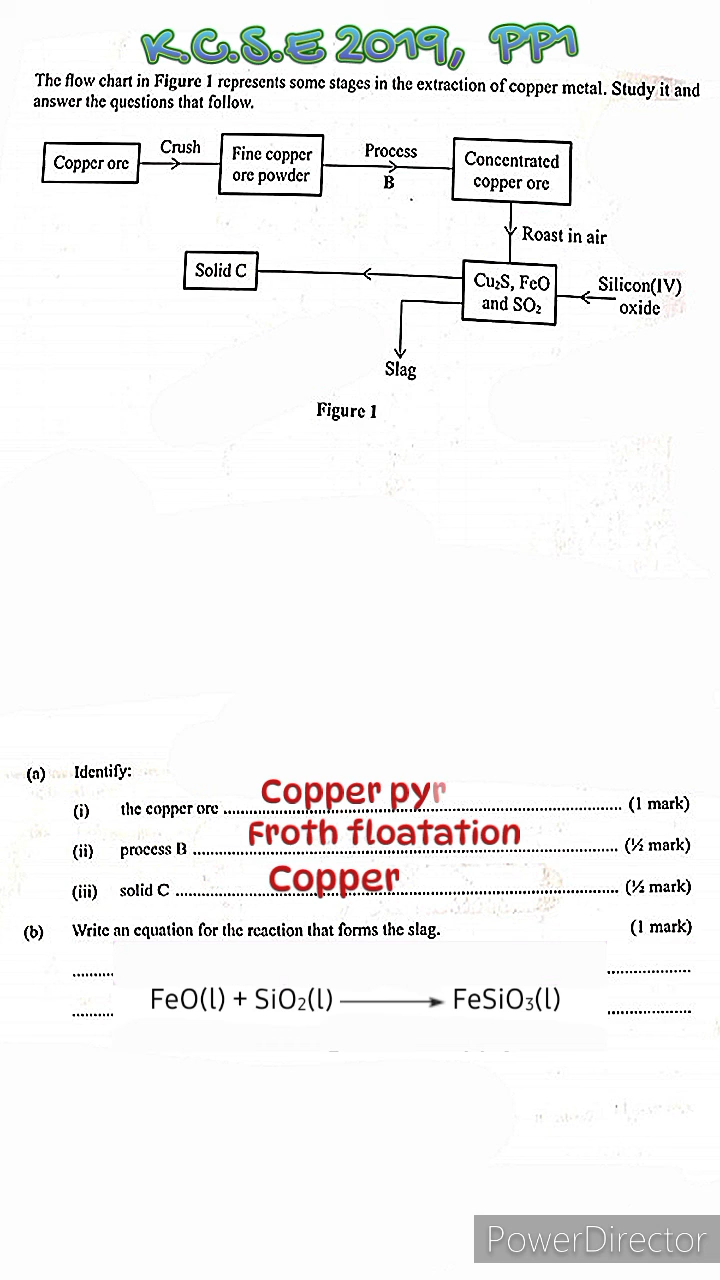 K.C.S.E 2019, PP1
The flow chart in Figure 1 represents some stages in the extraction of copper metal. Study it and
answer the questions that follow.
Copper ore
Crush
Fine copper
ore powder
Process
B
Concentrated
copper ore
Roast in air
Solid C
Cu₂S, FeO
and SO₂
Silicon(IV)
oxide
Slag
Figure 1
(a) Identify:
(i) the copper ore Copper pyr (1 mark)
(ii) process B Froth floatation (½ mark)
(iii) solid C Copper (½ mark)
(b) Write an equation for the reaction that forms the slag. (1 mark)
FeO(l) + SiO₂(l) → FeSiO₃(l)
PowerDirector